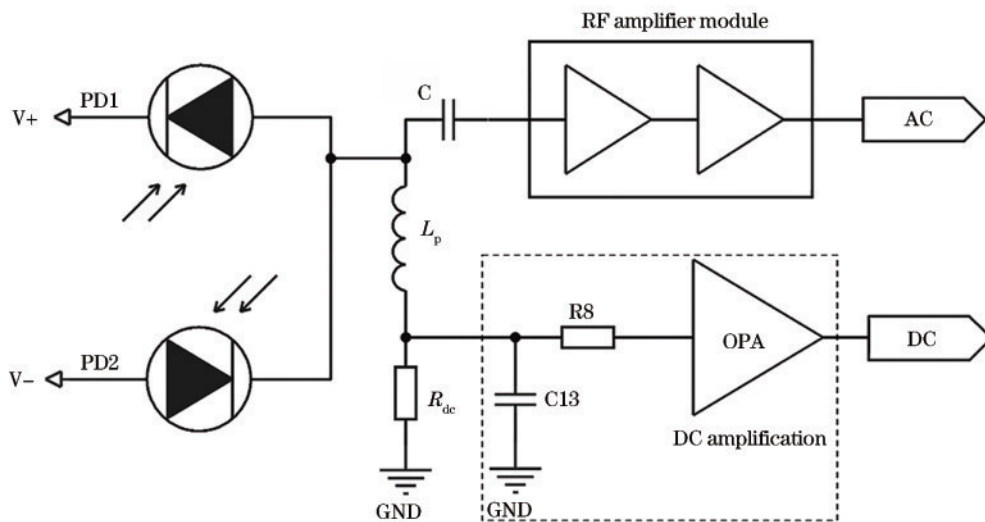 RF amplifier module
C
V+
PD1
AC
Lp
R8
OPA
DC
V−
PD2
C13
Rdc
DC amplification
GND
GND